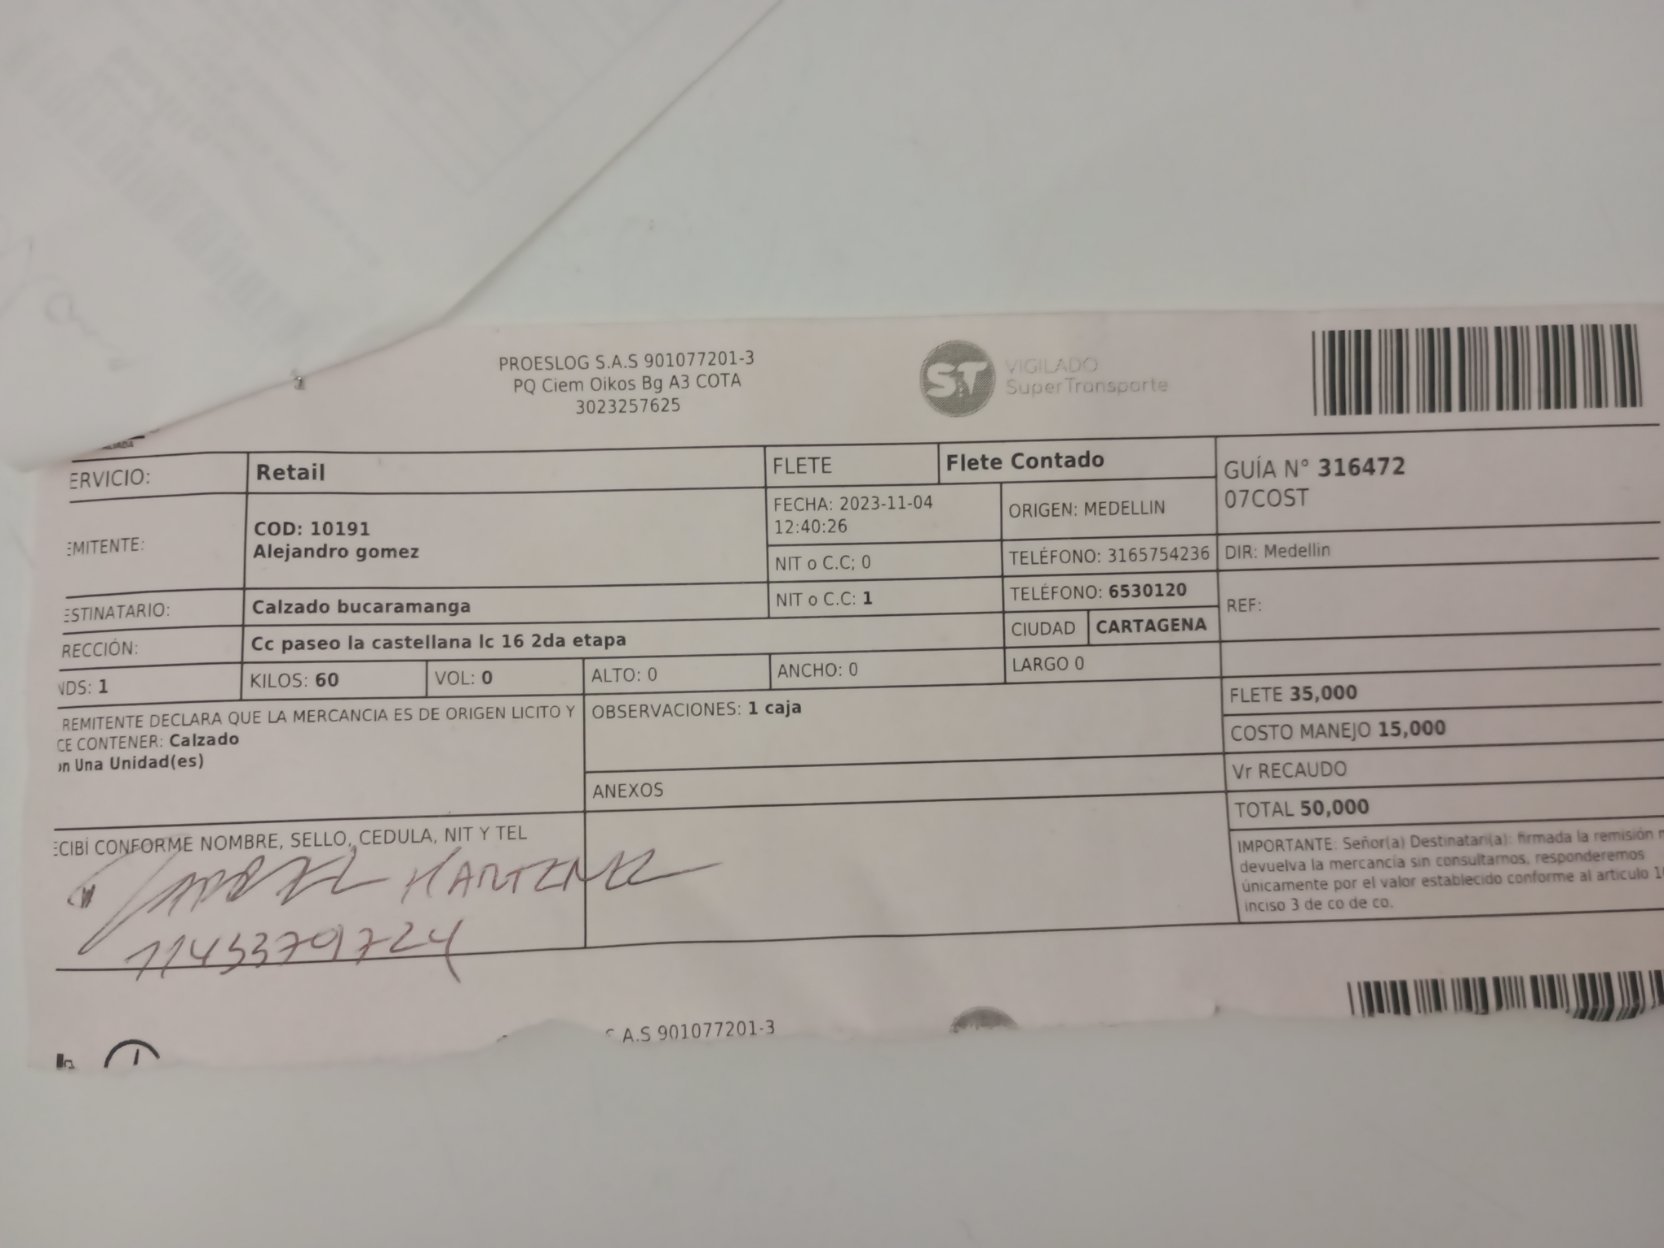 PROESLOG S.A.S 901077201-3
PQ Ciem Oikos Bg A3 COTA
3023257625
ST VIGILADO
SuperTransporte
ERVICIO: Retail FLETE Flete Contado GUÍA N° 316472
07COST
EMITENTE: COD: 10191
Alejandro gomez
FECHA: 2023-11-04
12:40:26
ORIGEN: MEDELLIN
NIT o C.C; 0 TELÉFONO: 3165754236 DIR: Medellin
ESTINATARIO: Calzado bucaramanga NIT o C.C: 1 TELÉFONO: 6530120 REF:
RECCIÓN: Cc paseo la castellana lc 16 2da etapa CIUDAD CARTAGENA
NDS: 1 KILOS: 60 VOL: 0 ALTO: 0 ANCHO: 0 LARGO 0
FLETE 35,000
REMITENTE DECLARA QUE LA MERCANCIA ES DE ORIGEN LICITO Y
CE CONTENER: Calzado
on Una Unidad(es)
OBSERVACIONES: 1 caja
COSTO MANEJO 15,000
ANEXOS
Vr RECAUDO
TOTAL 50,000
ECIBÍ CONFORME NOMBRE, SELLO, CEDULA, NIT Y TEL
MARTINEZ
11453379724
IMPORTANTE: Señor(a) Destinatari(a): firmada la remisión
devuelva la mercancia sin consultarnos, responderemos
únicamente por el valor establecido conforme al articulo
inciso 3 de co de co.
A.S 901077201-3